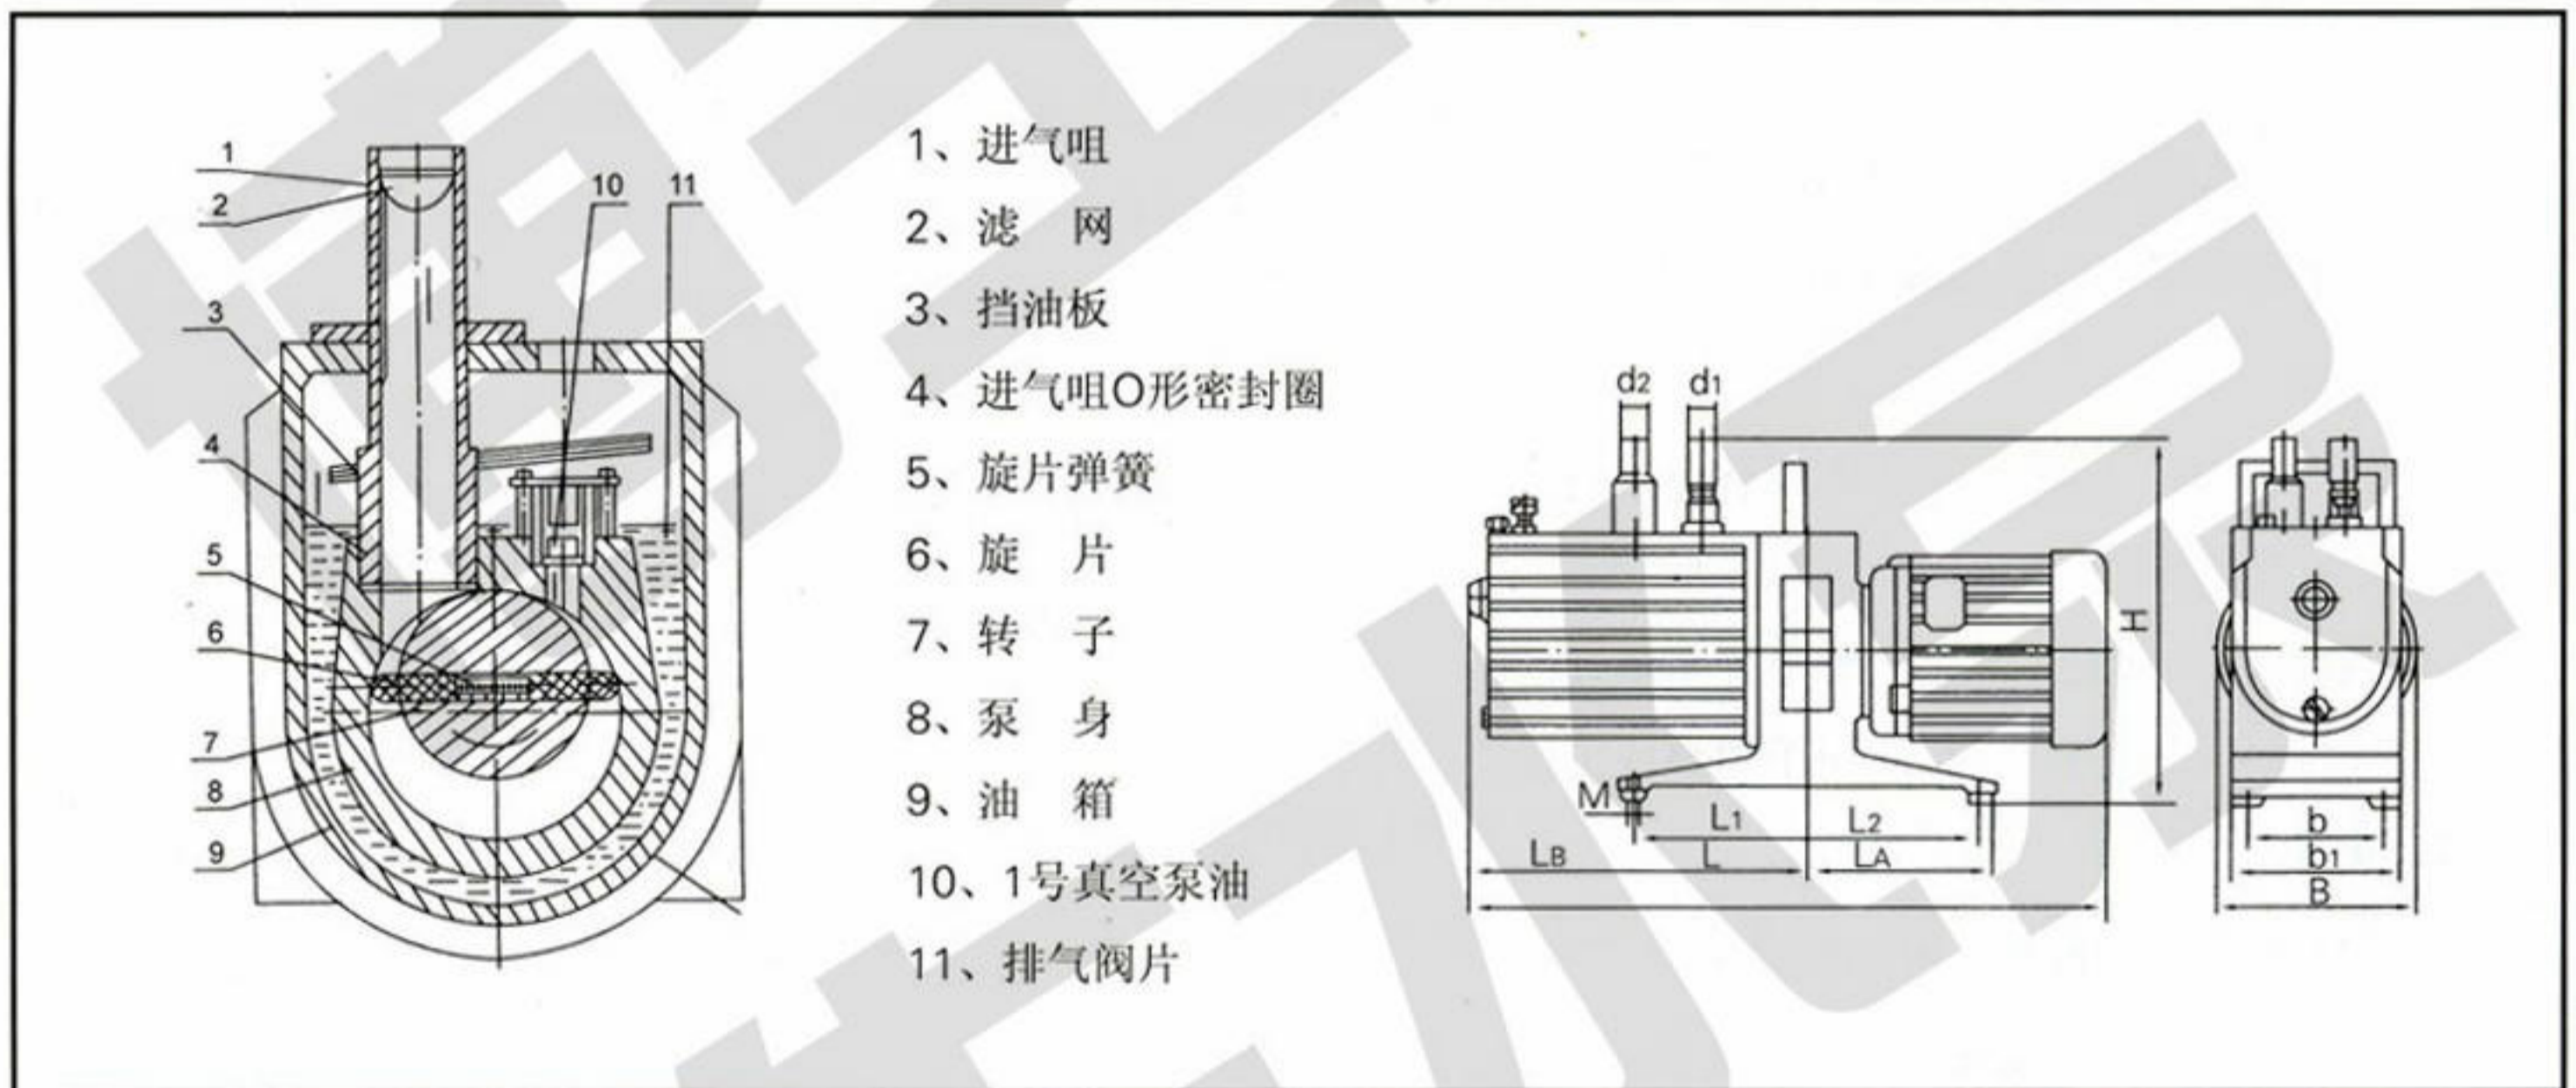 1
2
3
4
5
6
7
8
9
10
11
1、进气咀
2、滤 网
3、挡油板
4、进气咀O形密封圈
5、旋片弹簧
6、旋 片
7、转 子
8、泵 身
9、油 箱
10、1号真空泵油
11、排气阀片
d2 d1
H
M
L1 L2
LB L LA
b
b1
B